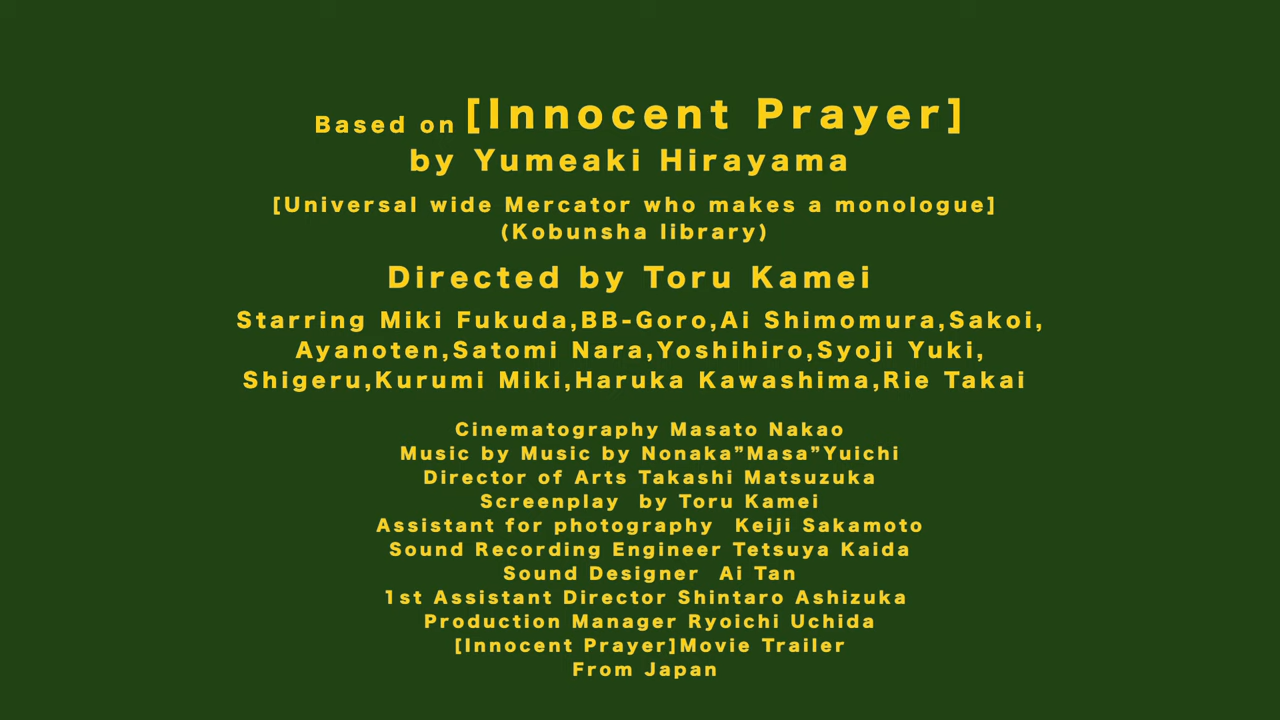 Based on [Innocent Prayer]
by Yumeaki Hirayama
[Universal wide Mercator who makes a monologue]
(Kobunsha library)
Directed by Toru Kamei
Starring Miki Fukuda,BB-Goro,Ai Shimomura,Sakoi,
Ayanoten,Satomi Nara,Yoshihiro,Syoji Yuki,
Shigeru,Kurumi Miki,Haruka Kawashima,Rie Takai
Cinematography Masato Nakao
Music by Music by Nonaka”Masa”Yuichi
Director of Arts Takashi Matsuzuka
Screenplay by Toru Kamei
Assistant for photography Keiji Sakamoto
Sound Recording Engineer Tetsuya Kaida
Sound Designer Ai Tan
1st Assistant Director Shintaro Ashizuka
Production Manager Ryoichi Uchida
[Innocent Prayer]Movie Trailer
From Japan